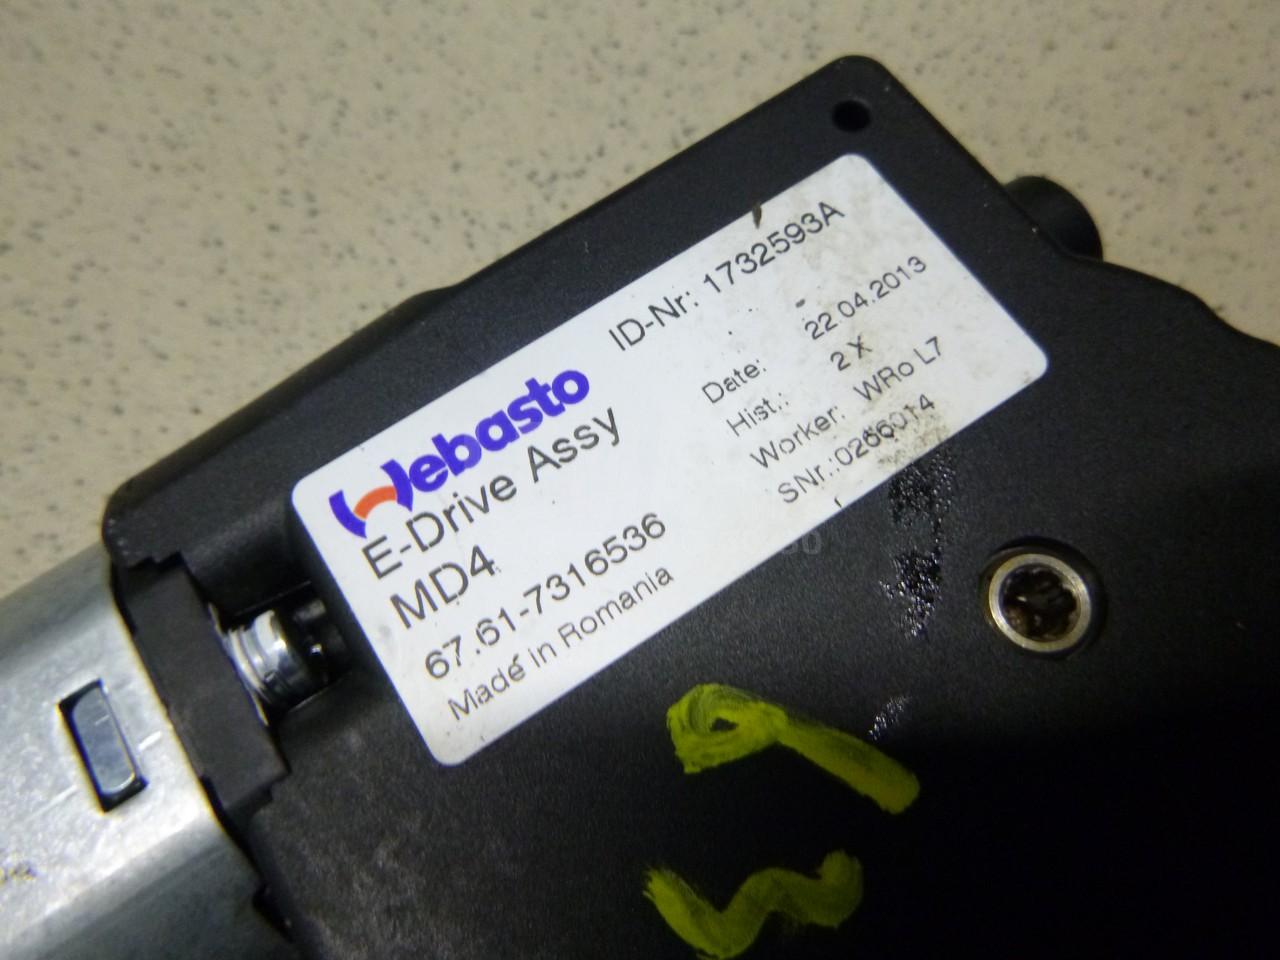 Webasto
ID-Nr: 1732593A
E-Drive Assy
MD4
67.61-7316536
Made in Romania
Date: 22.04.2013
Hist.: 2 X
Worker: WRo L7
SNr.:0266014